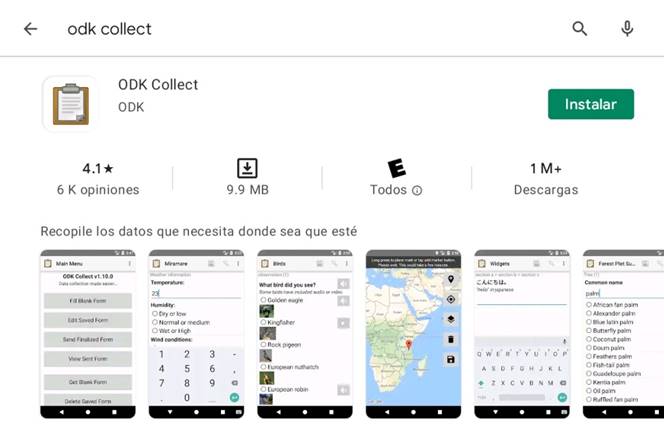 odk collect
ODK Collect
ODK
Instalar
4.1★
6 K opiniones
9.9 MB
Todos
1 M+
Descargas
Recopile los datos que necesita donde sea que esté
Main Menu
ODK Collect v1.10.0
Data collection made easier...
Fill Blank Form
Edit Saved Form
Send Finalized Form
View Sent Form
Get Blank Form
Delete Saved Form
Miramare
Weather information
Temperature:
23
Humidity:
Dry or low
Normal or medium
Wet or High
Wind conditions:
1 2 3 -
4 5 6
7 8 9
. 0
Birds
observation (1)
Some birds have included audio or video
What bird did you see?
Golden eagle
Kingfisher
Rock pigeon
European nuthatch
European robin
Long press to place mark or tap add marker button.
Widgets
こんにちは。
"hello" in japanese
Q W E R T Y U I O P
A S D F G H J K L
Z X C V B N M
Forest Plot Su...
Tree (1)
Common name
palm
African fan palm
Alexander palm
Blue latin palm
Butterfly palm
Coconut palm
Doum palm
Feathers palm
Fish-tail palm
Guadeloupe palm
Kentia palm
Oil palm
Ruffled fan palm